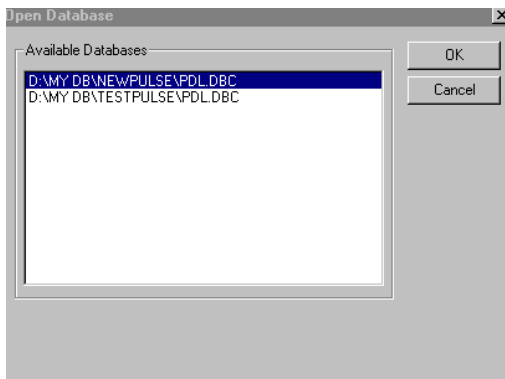 Open Database
Available Databases
D:\MY DB\NEWPULSE\PDL.DBC
D:\MY DB\TESTPULSE\PDL.DBC
OK
Cancel